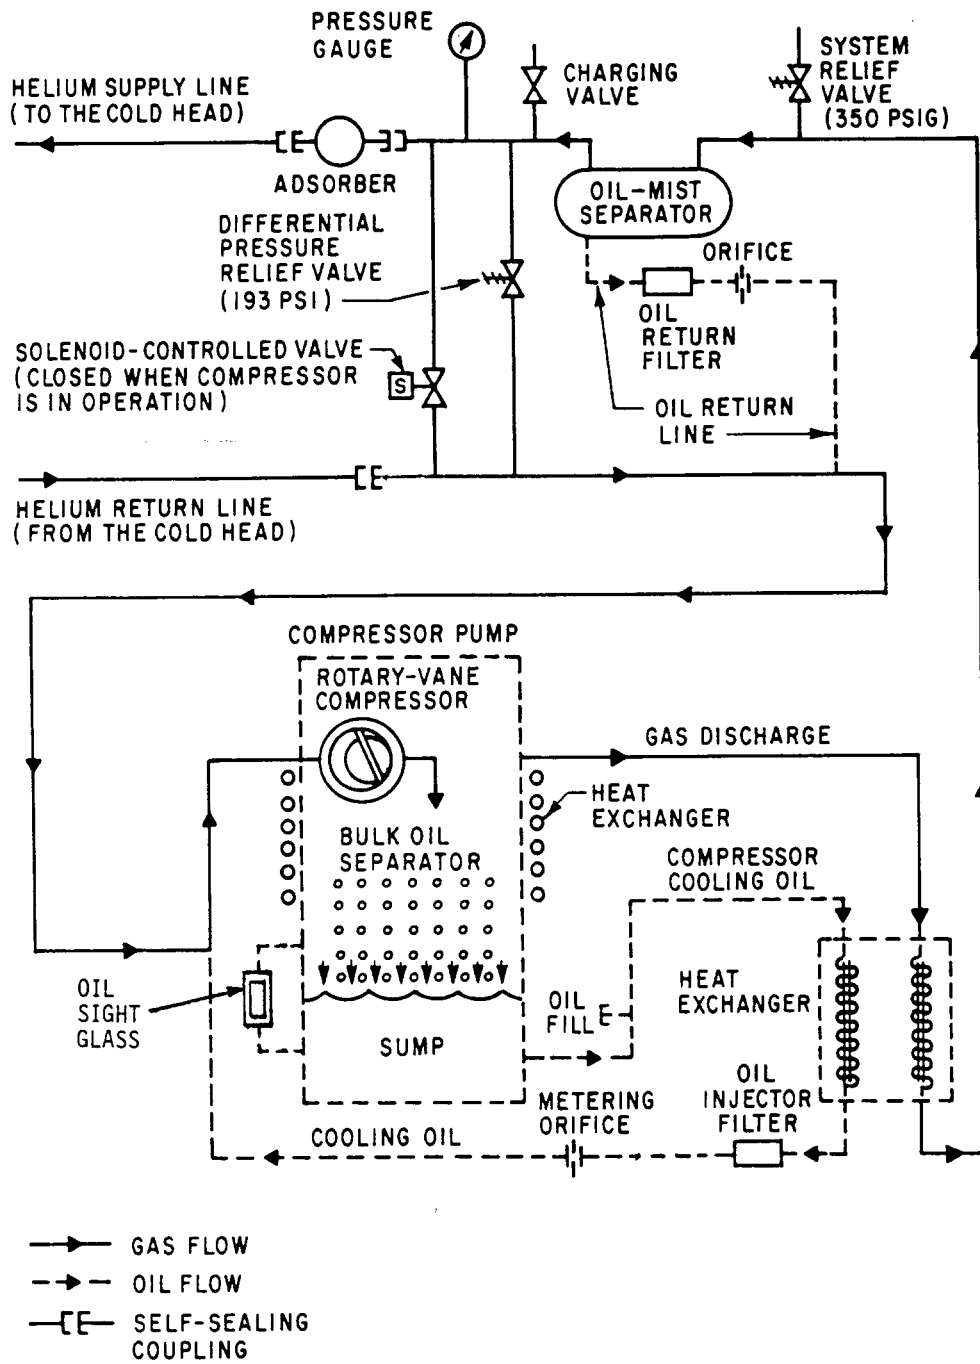 PRESSURE
GAUGE
HELIUM SUPPLY LINE
(TO THE COLD HEAD)
CHARGING
VALVE
SYSTEM
RELIEF
VALVE
(350 PSIG)
ADSORBER
OIL-MIST
SEPARATOR
DIFFERENTIAL
PRESSURE
RELIEF VALVE
(193 PSI)
ORIFICE
OIL
RETURN
FILTER
SOLENOID-CONTROLLED VALVE
(CLOSED WHEN COMPRESSOR
IS IN OPERATION)
S
OIL RETURN
LINE
HELIUM RETURN LINE
(FROM THE COLD HEAD)
COMPRESSOR PUMP
ROTARY-VANE
COMPRESSOR
GAS DISCHARGE
HEAT
EXCHANGER
BULK OIL
SEPARATOR
COMPRESSOR
COOLING OIL
OIL
SIGHT
GLASS
OIL
FILL
HEAT
EXCHANGER
SUMP
METERING
ORIFICE
OIL
INJECTOR
FILTER
COOLING OIL
GAS FLOW
OIL FLOW
SELF-SEALING
COUPLING